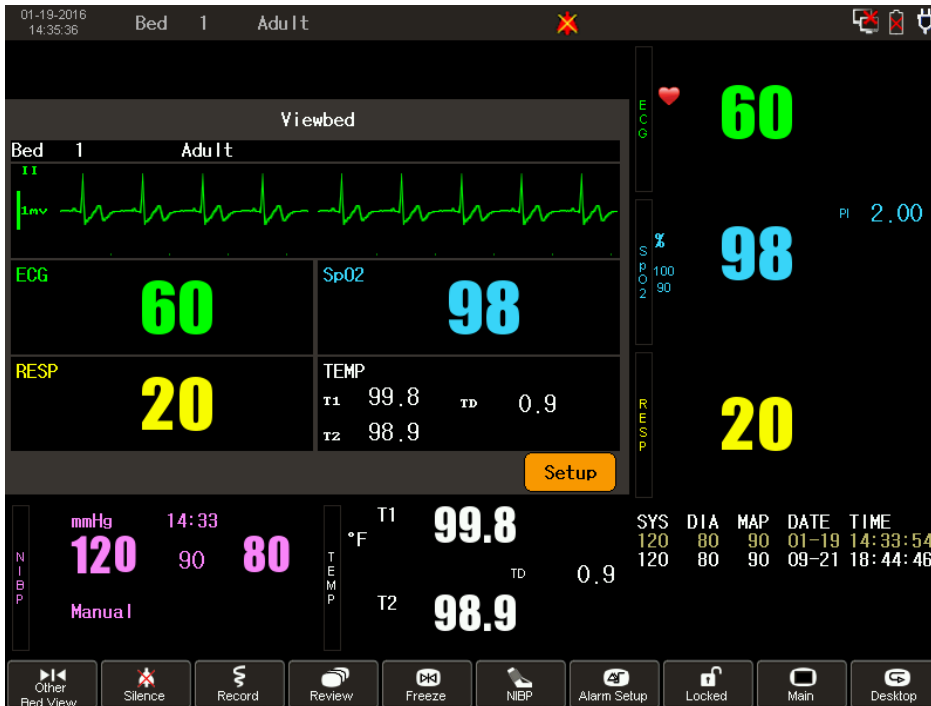 01-19-2016
14:35:36
Bed 1 Adult
Viewbed
Bed 1 Adult
II
1mv
ECG
60
SpO2
98
RESP
20
TEMP
T1 99.8 TD 0.9
T2 98.9
Setup
ECG
60
SpO2
%
100
90
98
PI 2.00
RESP
20
NIBP
mmHg 14:33
120 90 80
Manual
TEMP
°F
T1 99.8
TD 0.9
T2 98.9
SYS DIA MAP DATE TIME
120 80 90 01-19 14:33:54
120 80 90 09-21 18:44:46
Other
Bed View
Silence
Record
Review
Freeze
NIBP
Alarm Setup
Locked
Main
Desktop